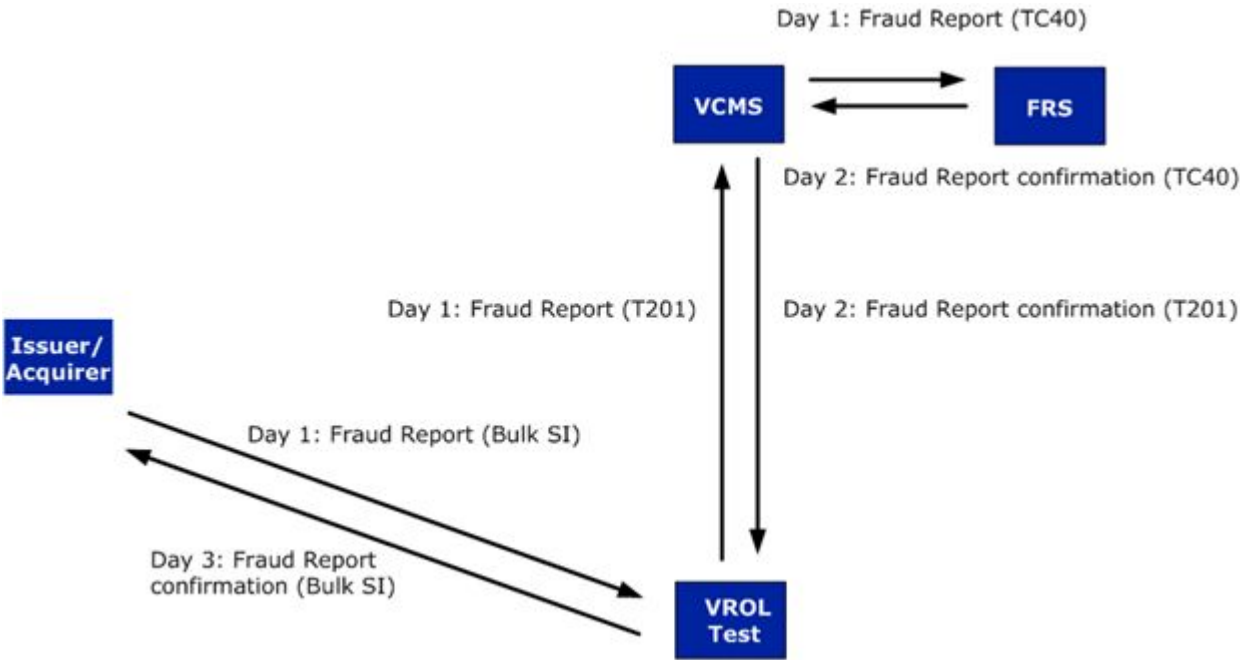 Day 1: Fraud Report (TC40)
VCMS
FRS
Day 2: Fraud Report confirmation (TC40)
Day 1: Fraud Report (T201)
Day 2: Fraud Report confirmation (T201)
Issuer/
Acquirer
Day 1: Fraud Report (Bulk SI)
Day 3: Fraud Report
confirmation (Bulk SI)
VROL
Test